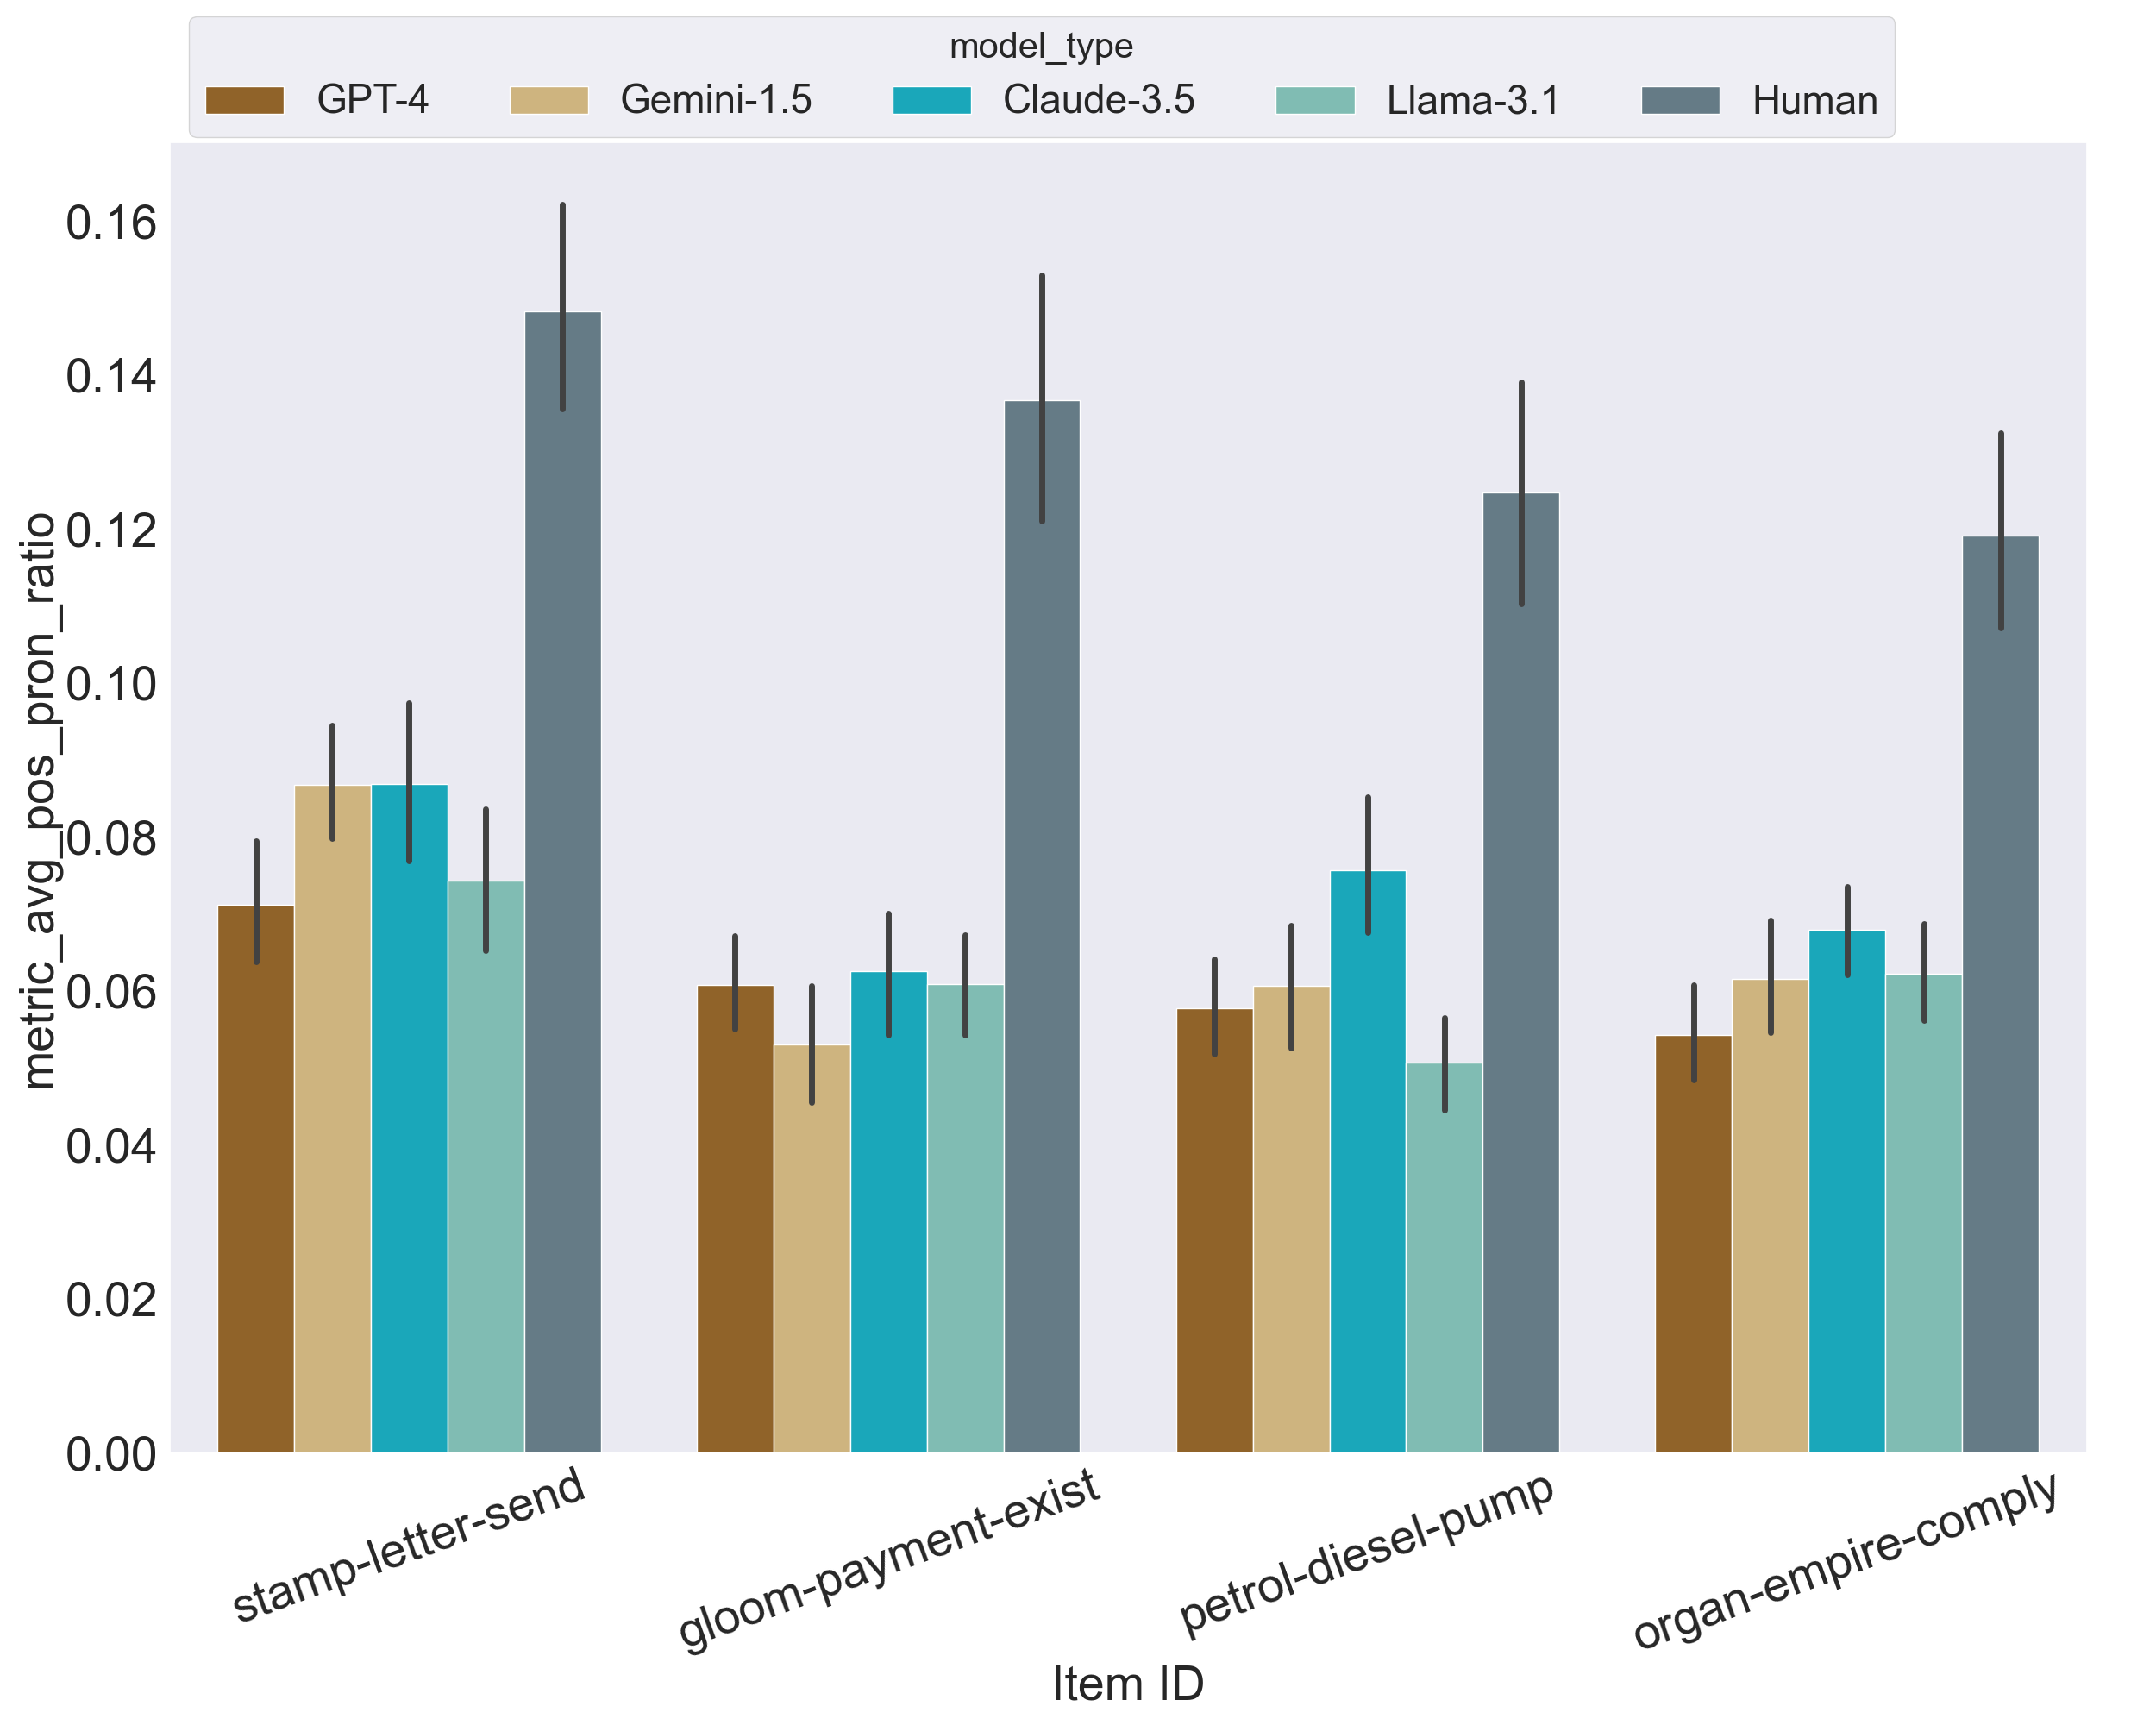 model_type
GPT-4 Gemini-1.5 Claude-3.5 Llama-3.1 Human
metric_avg_pos_pron_ratio
0.16
0.14
0.12
0.10
0.08
0.06
0.04
0.02
0.00
stamp-letter-send gloom-payment-exist petrol-diesel-pump organ-empire-comply
Item ID